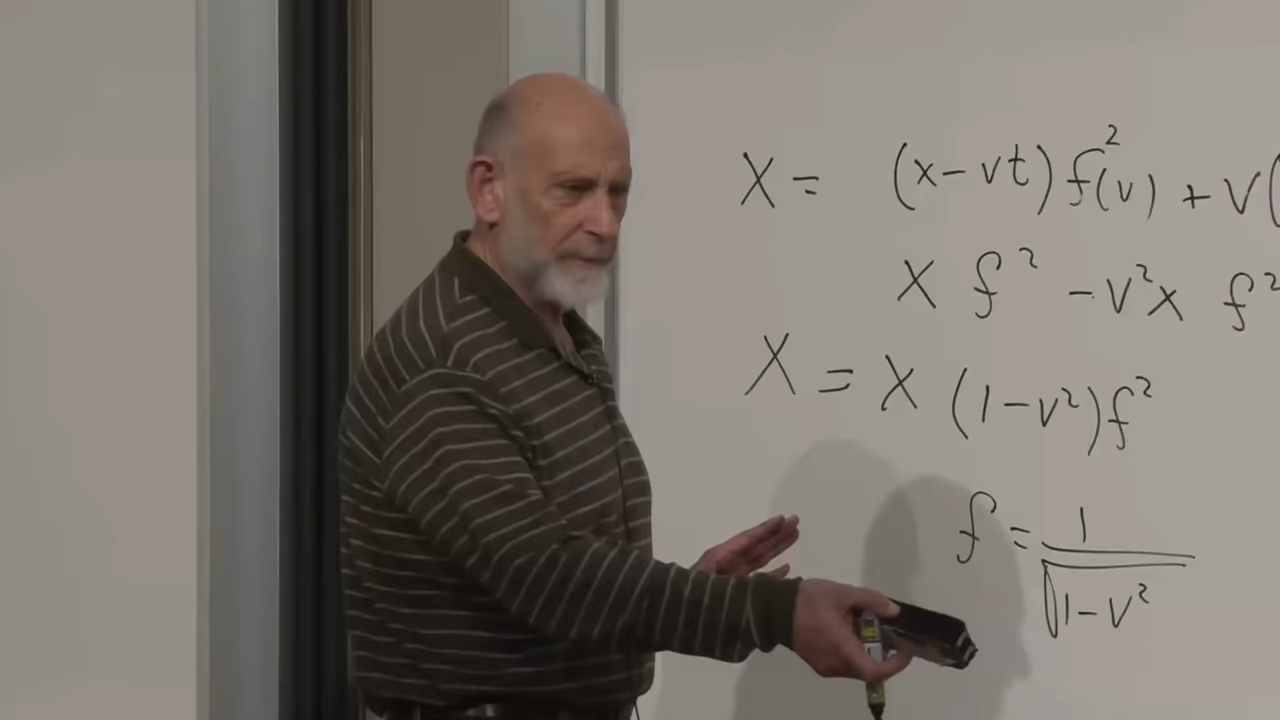 X = (x-vt) f²(v) + v(
x f² - v²x f²
X = X (1-v²) f²
f = 1/√(1-v²)